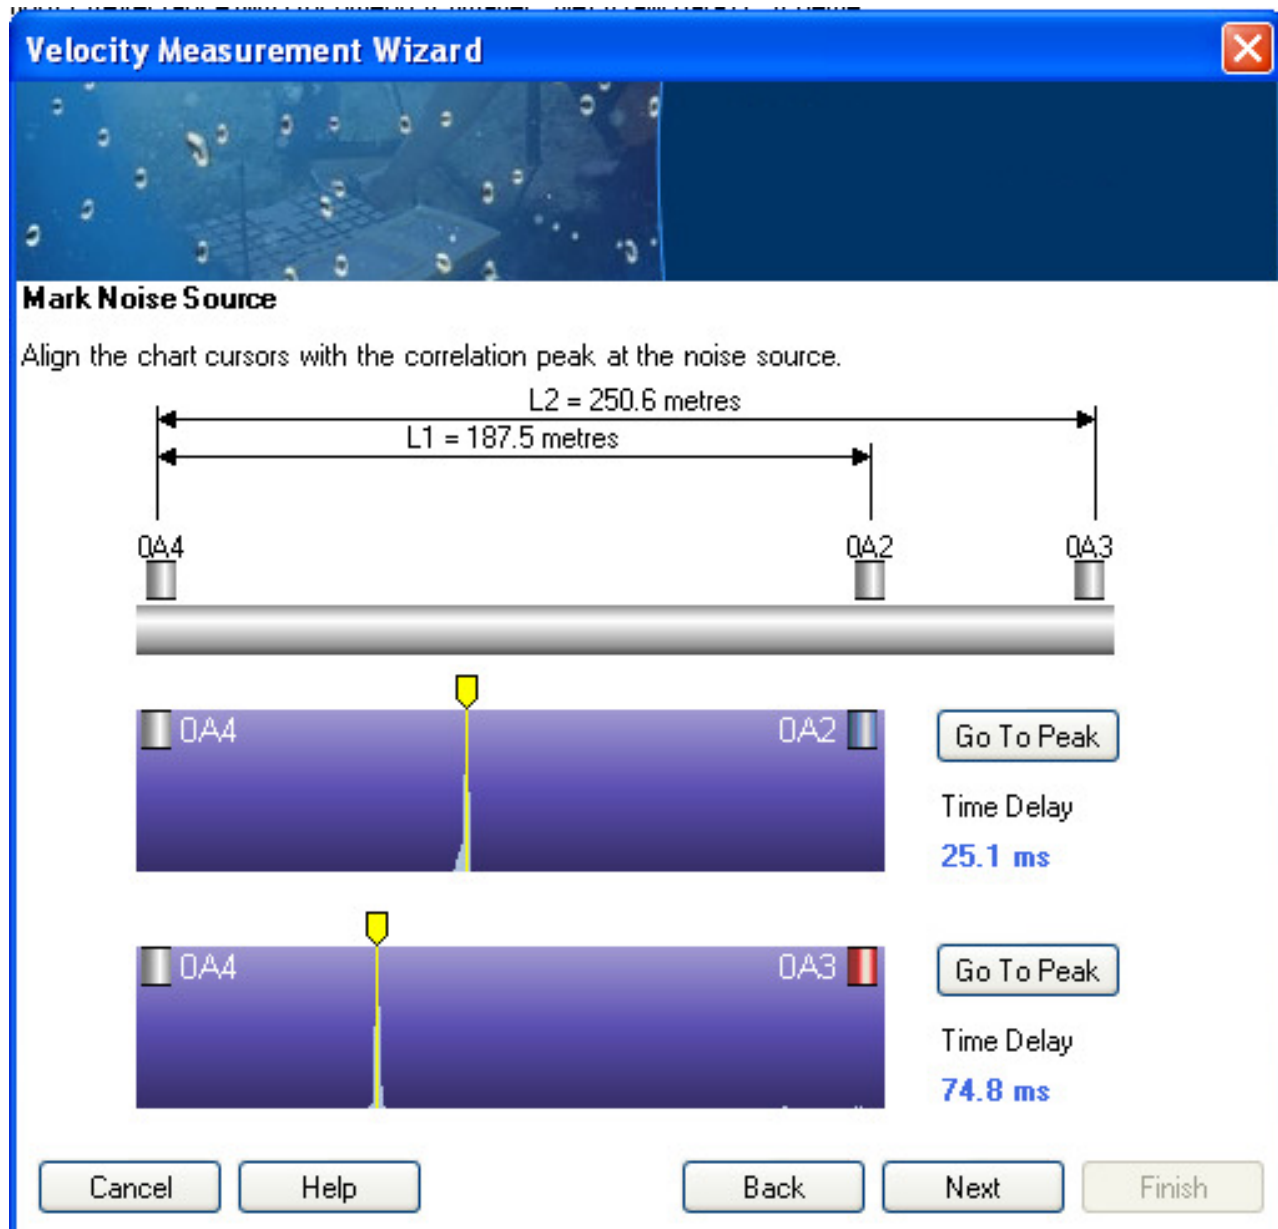 Velocity Measurement Wizard
Mark Noise Source
Align the chart cursors with the correlation peak at the noise source.
L2 = 250.6 metres
L1 = 187.5 metres
0A4
0A2
0A3
0A4
0A2
Go To Peak
Time Delay
25.1 ms
0A4
0A3
Go To Peak
Time Delay
74.8 ms
Cancel
Help
Back
Next
Finish